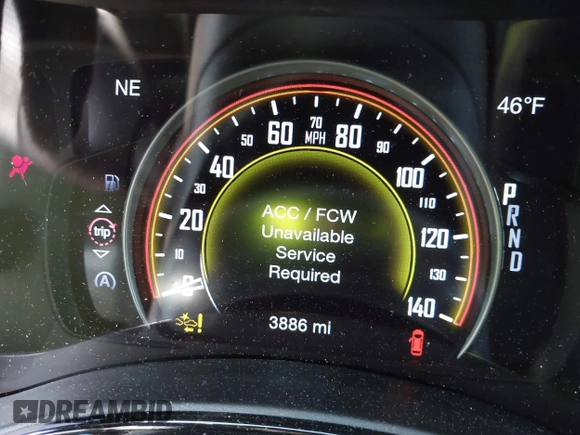 NE
46°F
0
10
20
30
40
50
60
70
MPH
80
90
100
110
120
130
140
P
R
N
D
trip
A
ACC / FCW
Unavailable
Service
Required
3886 mi
DREAMBID